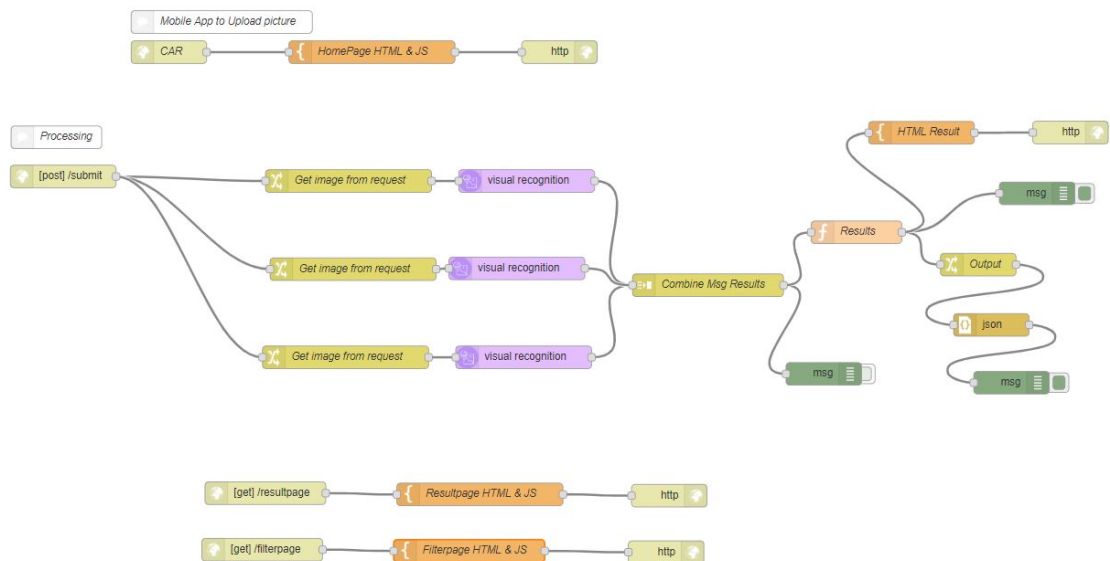 Mobile App to Upload picture
CAR
HomePage HTML & JS
http
Processing
[post] /submit
Get image from request
visual recognition
Get image from request
visual recognition
Get image from request
visual recognition
Combine Msg Results
msg
Results
HTML Result
http
msg
Output
json
msg
[get] /resultpage
Resultpage HTML & JS
http
[get] /filterpage
Filterpage HTML & JS
http